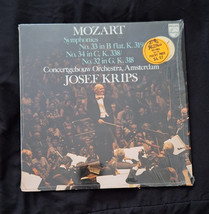 MOZART
Symphonies
No. 33 in B flat, K. 319
No. 34 in C, K. 338
No. 32 in G, K. 318
Concertgebouw Orchestra, Amsterdam
JOSEF KRIPS